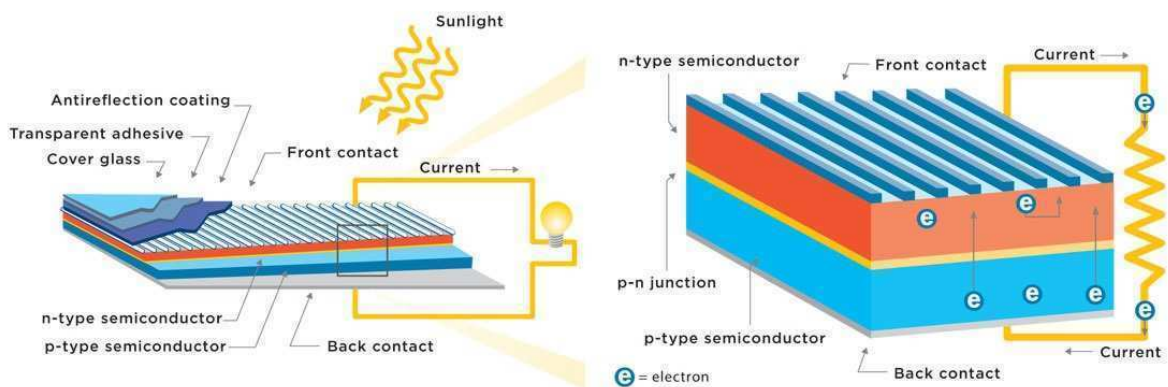 Sunlight
Antireflection coating
Transparent adhesive
Cover glass
Front contact
Current
n-type semiconductor
p-type semiconductor
Back contact
n-type semiconductor
Front contact
Current
e
e
e
p-n junction
e
e
e
e
p-type semiconductor
Current
Back contact
e = electron